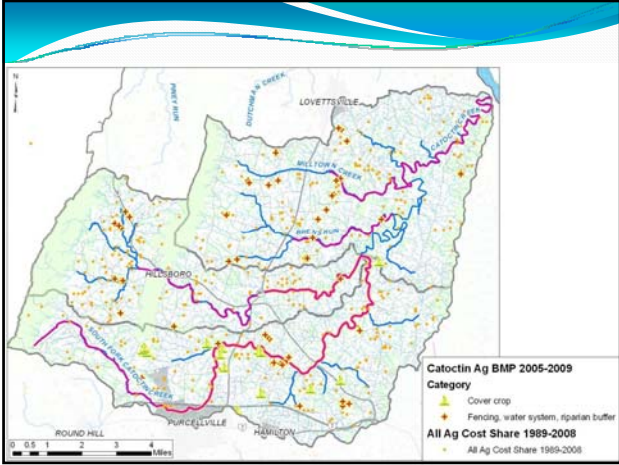 N
PINEY RUN
DUTCHMAN CREEK
LOVETTSVILLE
CATOCTIN CREEK
MILLTOWN CREEK
HILLSBORO
SOUTH FORK CATOCTIN CREEK
PURCELLVILLE
ROUND HILL
HAMILTON
0 0.5 1 2 3 4
Miles
Catoctin Ag BMP 2005-2009
Category
Cover crop
Fencing, water system, riparian buffer
All Ag Cost Share 1989-2008
All Ag Cost Share 1989-2008